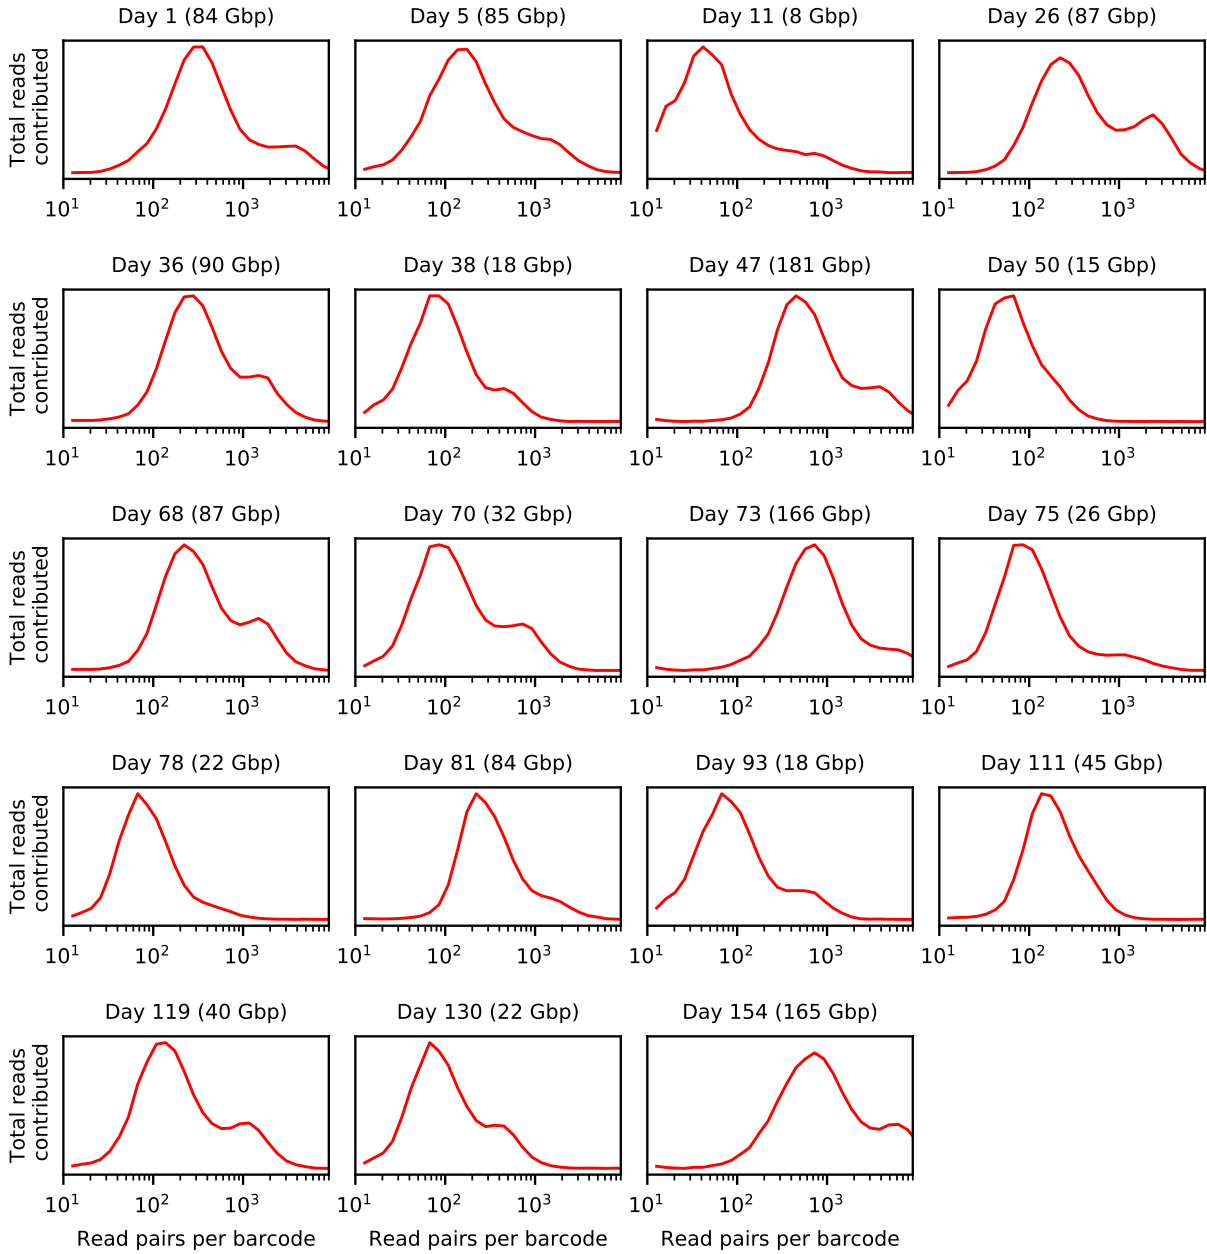 Day 1 (84 Gbp) Day 5 (85 Gbp) Day 11 (8 Gbp) Day 26 (87 Gbp)
Total reads
contributed
10¹ 10² 10³ 10¹ 10² 10³ 10¹ 10² 10³ 10¹ 10² 10³
Day 36 (90 Gbp) Day 38 (18 Gbp) Day 47 (181 Gbp) Day 50 (15 Gbp)
Total reads
contributed
10¹ 10² 10³ 10¹ 10² 10³ 10¹ 10² 10³ 10¹ 10² 10³
Day 68 (87 Gbp) Day 70 (32 Gbp) Day 73 (166 Gbp) Day 75 (26 Gbp)
Total reads
contributed
10¹ 10² 10³ 10¹ 10² 10³ 10¹ 10² 10³ 10¹ 10² 10³
Day 78 (22 Gbp) Day 81 (84 Gbp) Day 93 (18 Gbp) Day 111 (45 Gbp)
Total reads
contributed
10¹ 10² 10³ 10¹ 10² 10³ 10¹ 10² 10³ 10¹ 10² 10³
Day 119 (40 Gbp) Day 130 (22 Gbp) Day 154 (165 Gbp)
Total reads
contributed
10¹ 10² 10³ 10¹ 10² 10³ 10¹ 10² 10³
Read pairs per barcode Read pairs per barcode Read pairs per barcode